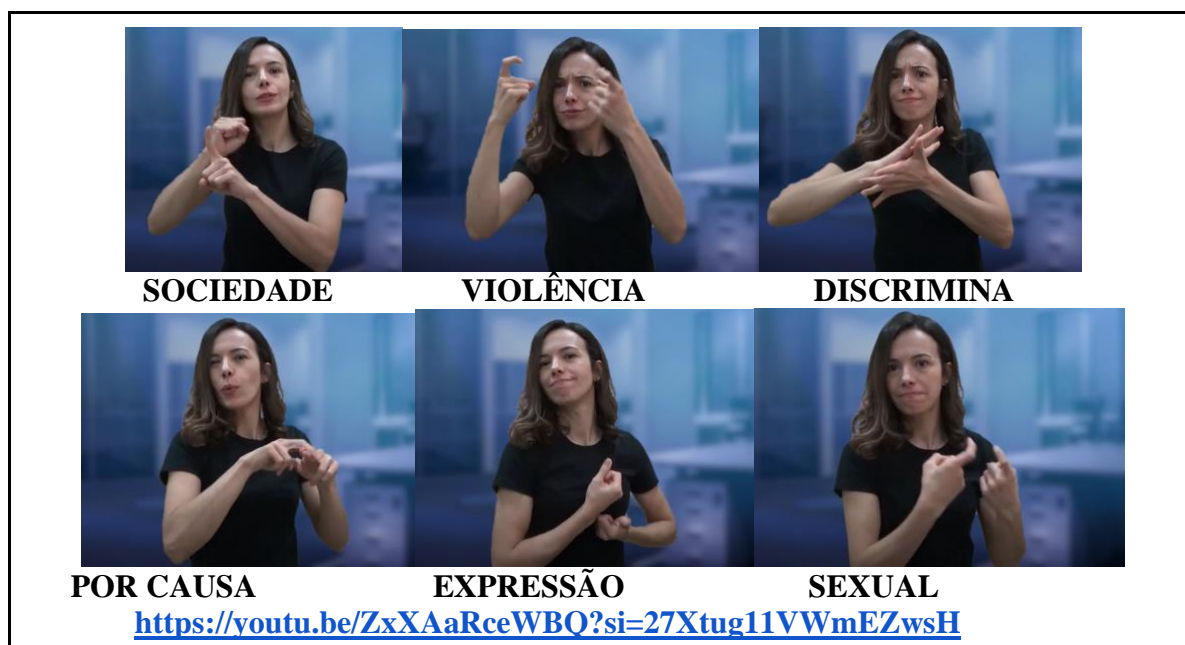 SOCIEDADE VIOLÊNCIA DISCRIMINA
POR CAUSA EXPRESSÃO SEXUAL
https://youtu.be/ZxXAaRceWBQ?si=27Xtug11VWmEZwsH